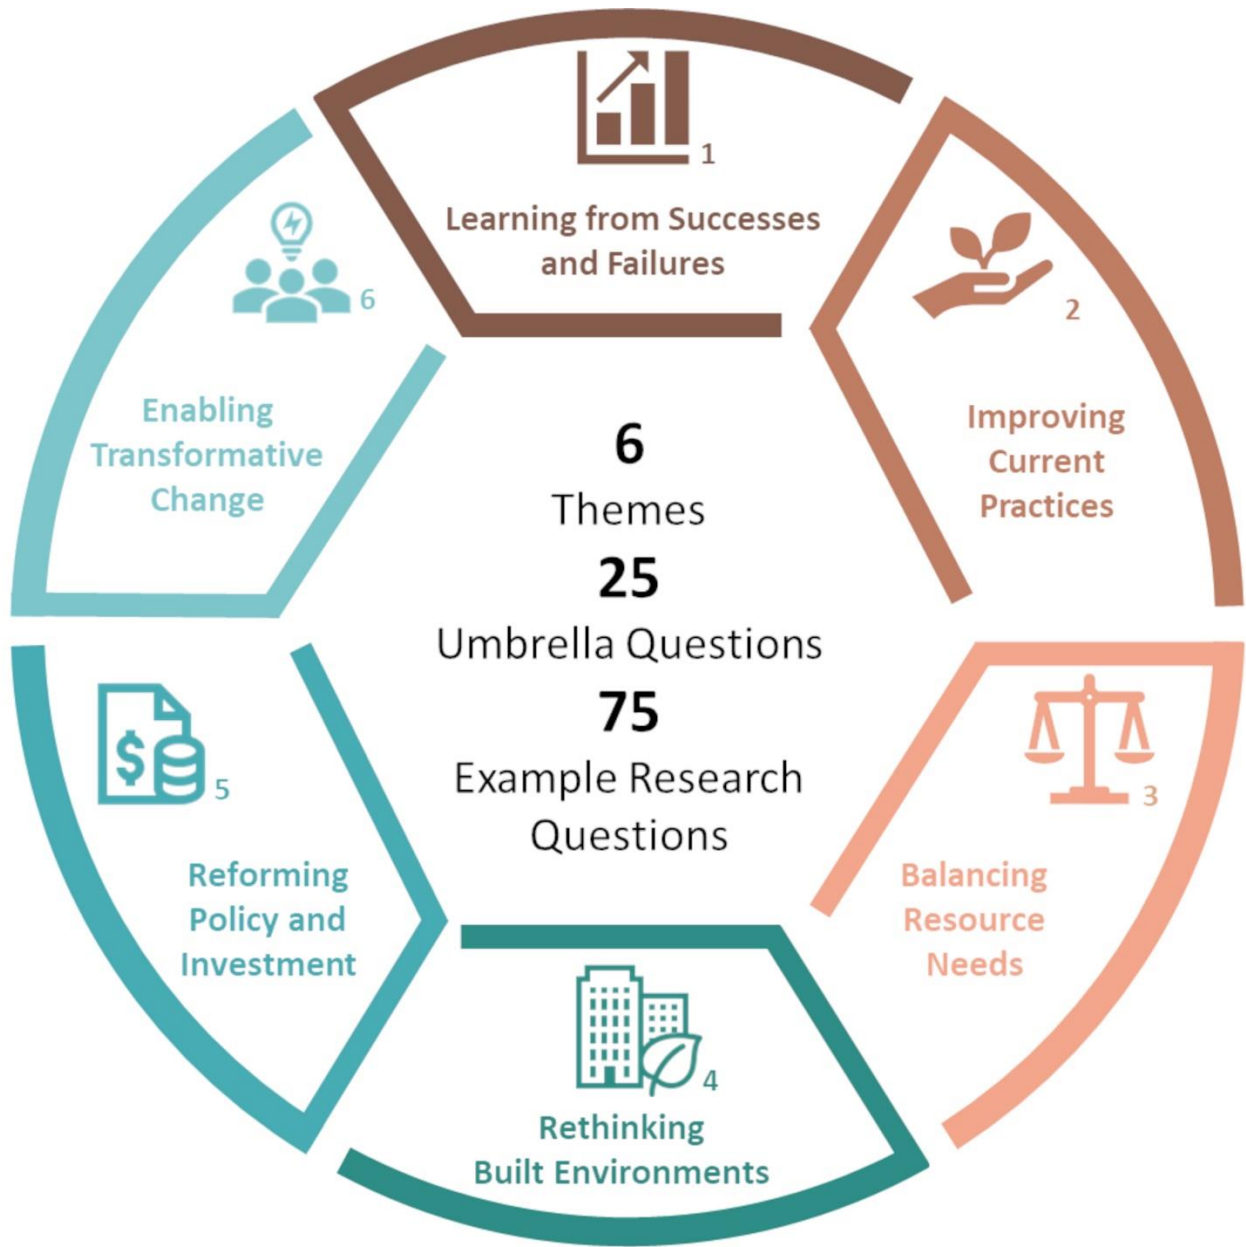 1
Learning from Successes
and Failures
2
Improving
Current
Practices
3
Balancing
Resource
Needs
4
Rethinking
Built Environments
$
5
Reforming
Policy and
Investment
6
Enabling
Transformative
Change
6
Themes
25
Umbrella Questions
75
Example Research
Questions